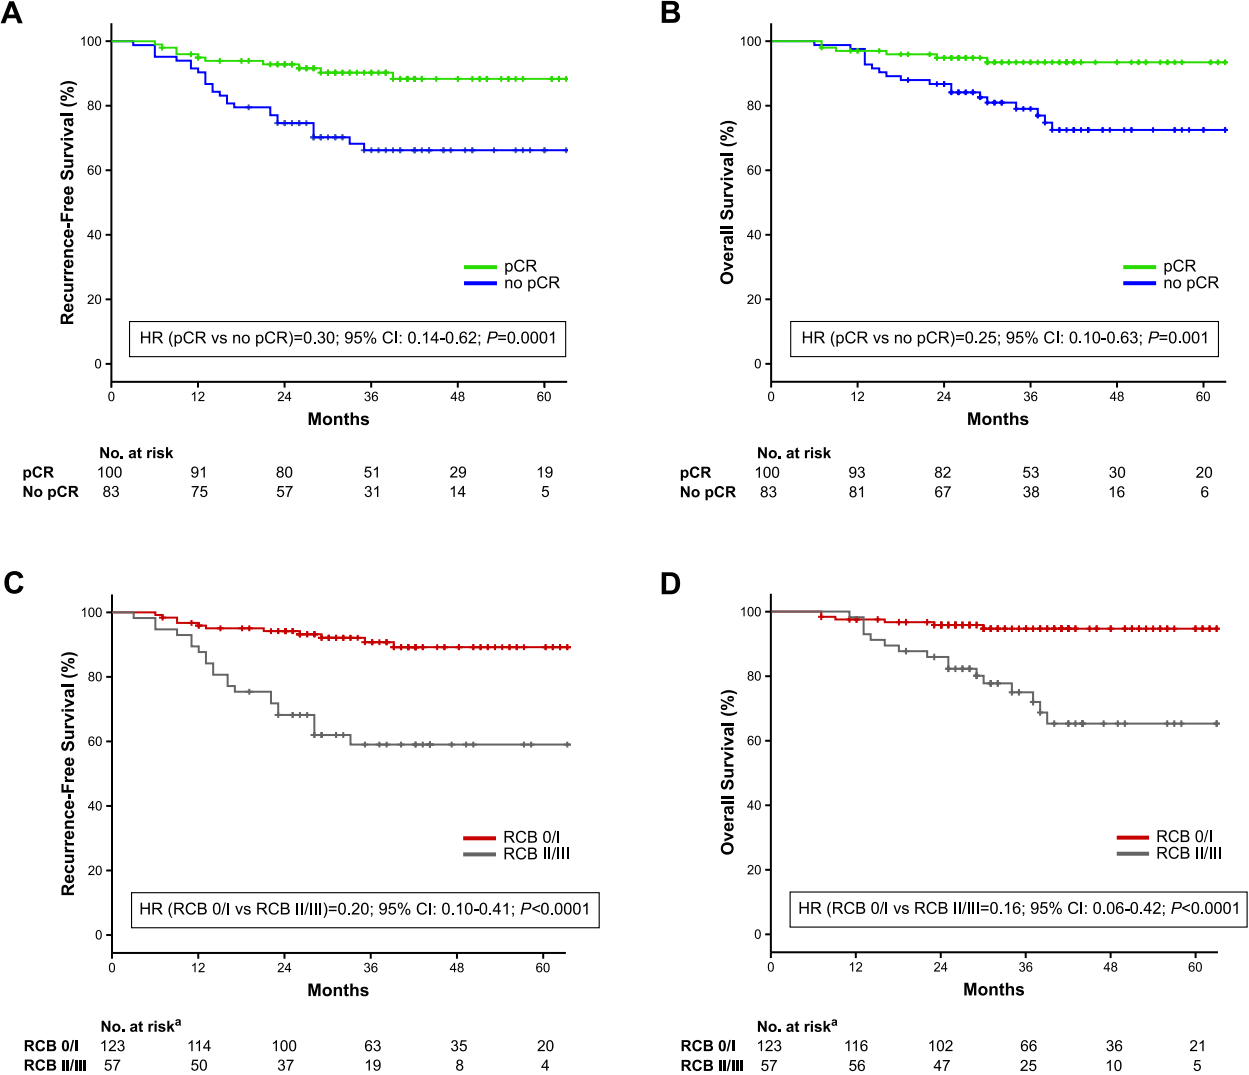 A
Recurrence-Free Survival (%)
100
80
60
40
20
0
pCR
no pCR
HR (pCR vs no pCR)=0.30; 95% CI: 0.14-0.62; P=0.0001
0 12 24 36 48 60
Months
No. at risk
pCR 100 91 80 51 29 19
No pCR 83 75 57 31 14 5
B
Overall Survival (%)
100
80
60
40
20
0
pCR
no pCR
HR (pCR vs no pCR)=0.25; 95% CI: 0.10-0.63; P=0.001
0 12 24 36 48 60
Months
No. at risk
pCR 100 93 82 53 30 20
No pCR 83 81 67 38 16 6
C
Recurrence-Free Survival (%)
100
80
60
40
20
0
RCB 0/I
RCB II/III
HR (RCB 0/I vs RCB II/III)=0.20; 95% CI: 0.10-0.41; P<0.0001
0 12 24 36 48 60
Months
No. at riskª
RCB 0/I 123 114 100 63 35 20
RCB II/III 57 50 37 19 8 4
D
Overall Survival (%)
100
80
60
40
20
0
RCB 0/I
RCB II/III
HR (RCB 0/I vs RCB II/III=0.16; 95% CI: 0.06-0.42; P<0.0001
0 12 24 36 48 60
Months
No. at riskª
RCB 0/I 123 116 102 66 36 21
RCB II/III 57 56 47 25 10 5